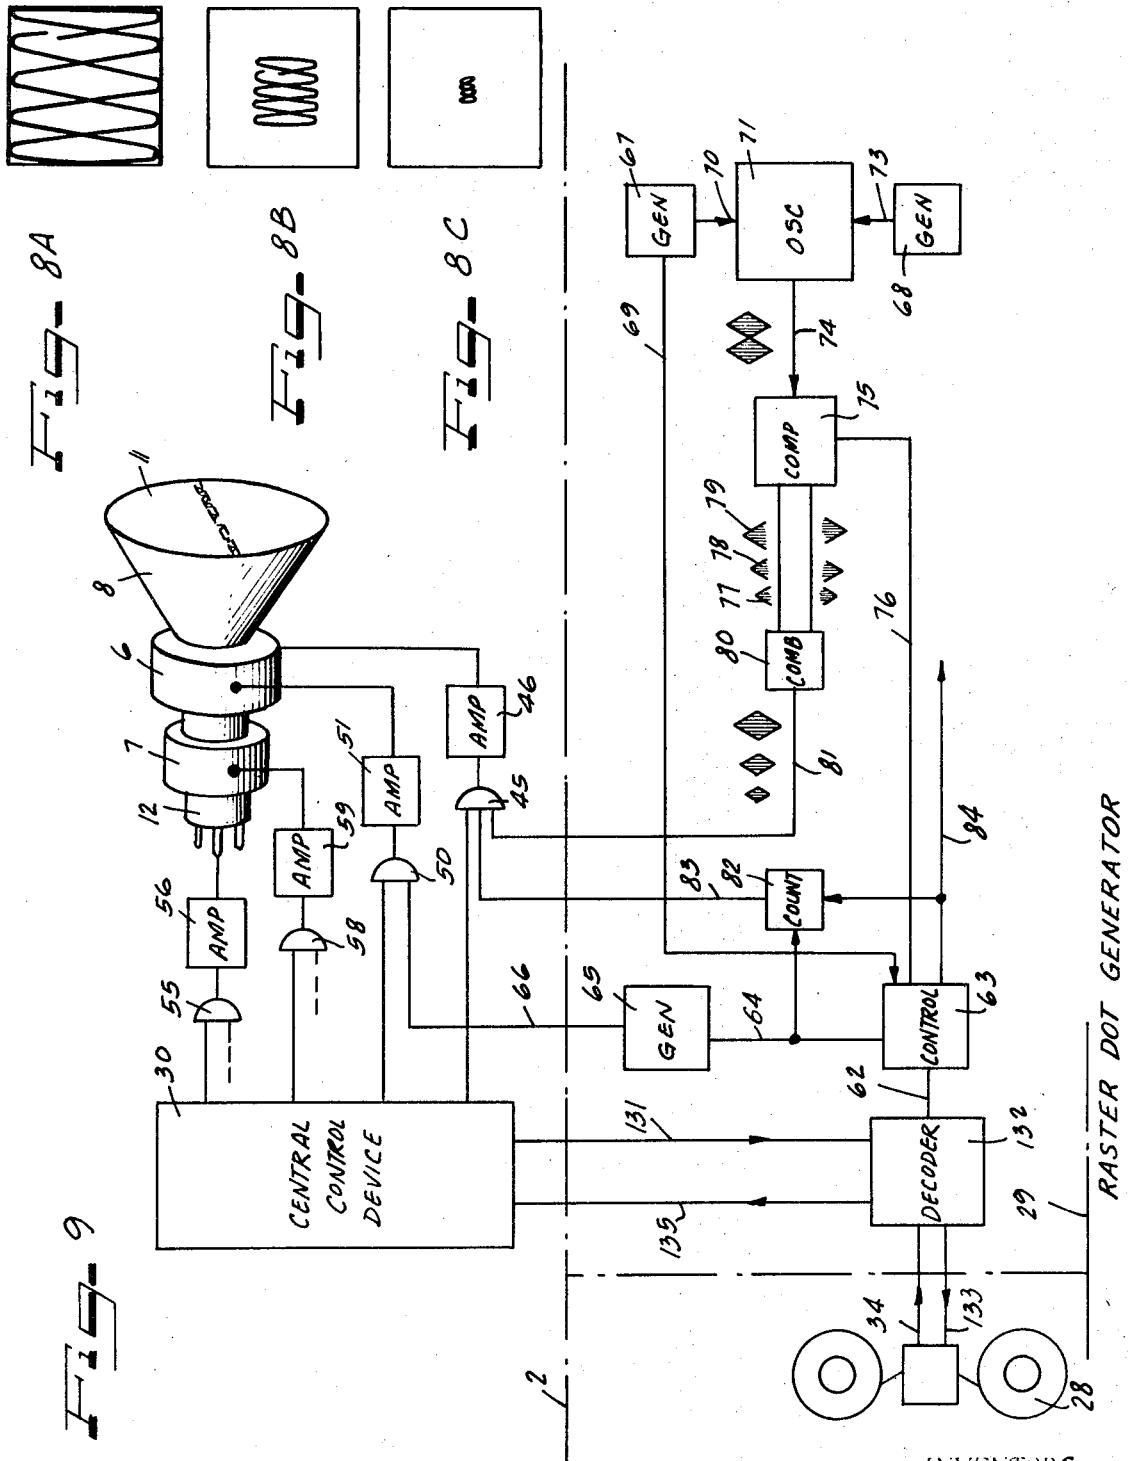 Fig- 8A
Fig- 8B
Fig- 8C
Fig- 9
11
8
6
7
12
56
AMP
55
59
AMP
58
51
AMP
50
46
AMP
45
30
CENTRAL
CONTROL
DEVICE
66
65
GEN
64
83
82
COUNT
69
67
GEN
70
71
OSC
73
GEN
68
74
75
COMP
79
78
77
80
COMB
81
76
84
CONTROL
63
62
131
135
DECODER
132
34
133
28
29
2
RASTER DOT GENERATOR